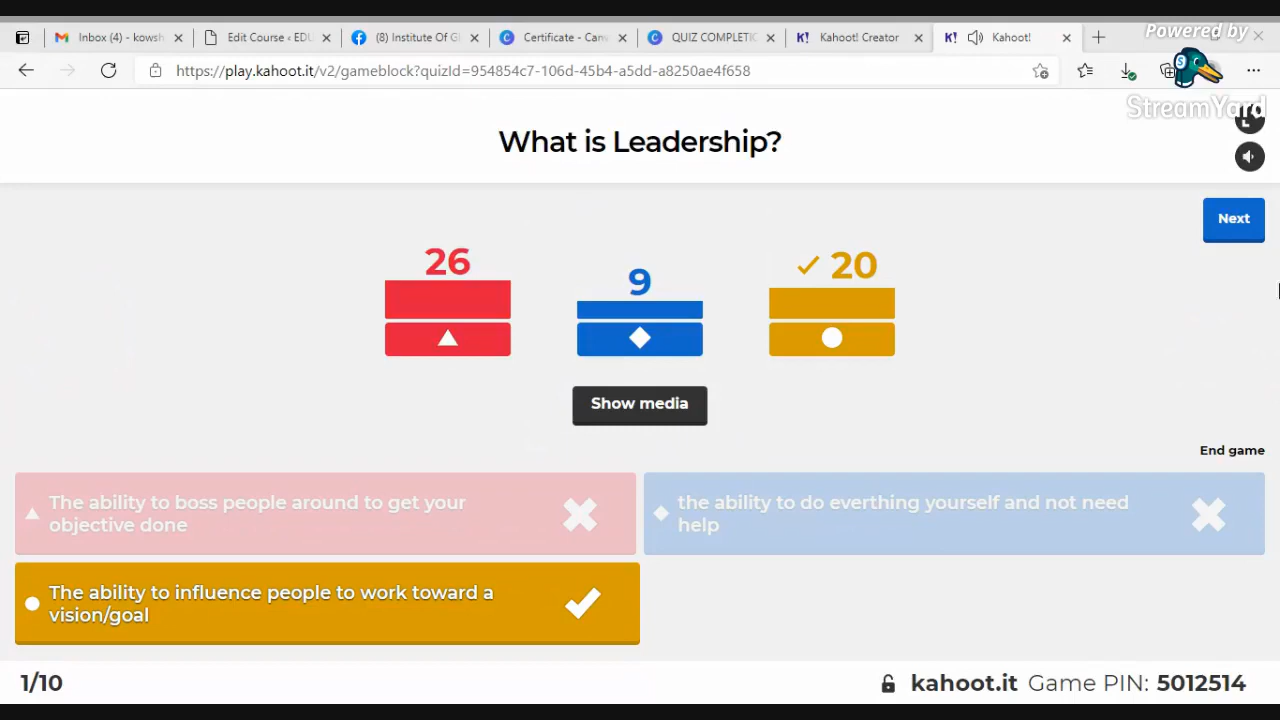 Powered by
Inbox (4) - kowsh
Edit Course ‹ EDU
(8) Institute Of Gl
Certificate - Can
QUIZ COMPLETIC
K! Kahoot! Creator
K! Kahoot!
https://play.kahoot.it/v2/gameblock?quizId=954854c7-106d-45b4-a5dd-a8250ae4f658
S
StreamYard
What is Leadership?
Next
26
9
20
Show media
End game
The ability to boss people around to get your
objective done
the ability to do everthing yourself and not need
help
The ability to influence people to work toward a
vision/goal
1/10
kahoot.it Game PIN: 5012514